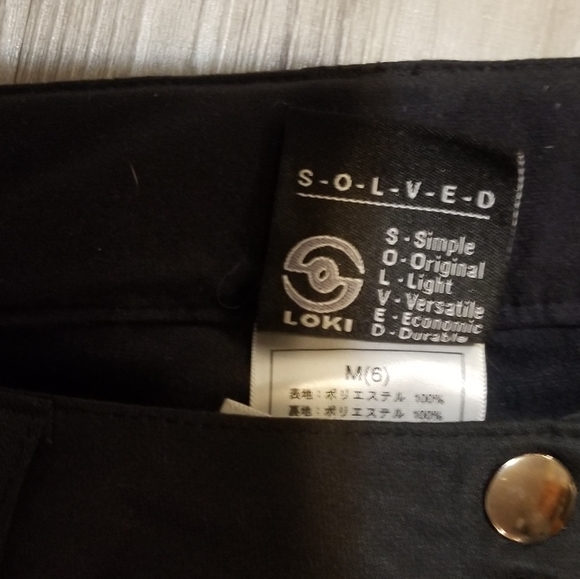 S-O-L-V-E-D
S-Simple
O-Original
L-Light
V-Versatile
E-Economic
D-Durable
LOKI
M(6)
表地:ポリエステル 100%
裏地:ポリエステル 100%